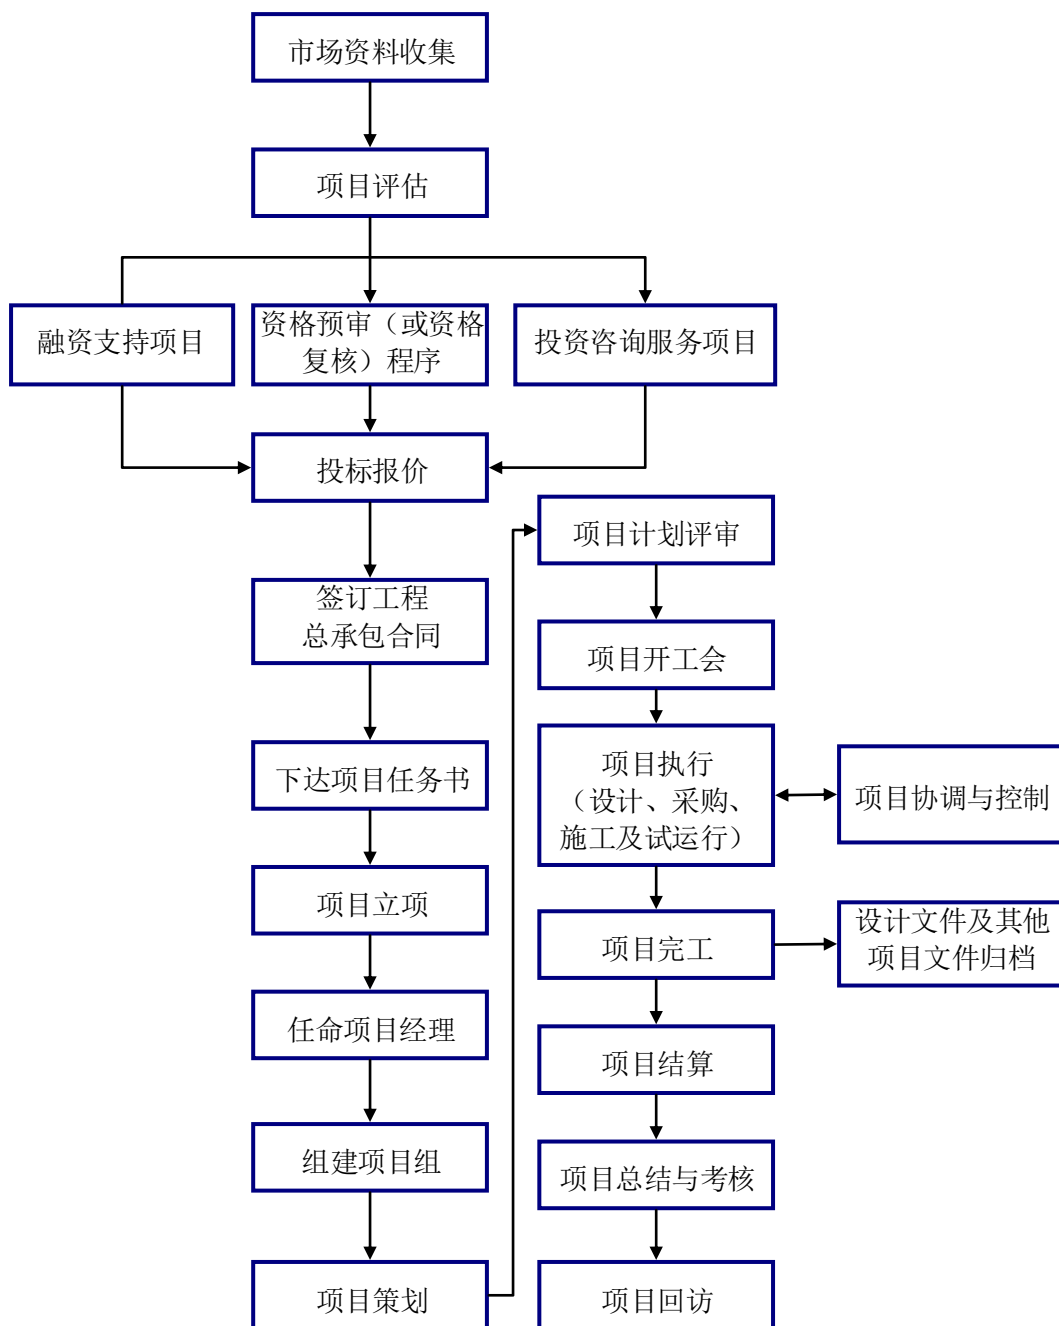 市场资料收集
项目评估
融资支持项目
资格预审（或资格
复核）程序
投资咨询服务项目
投标报价
签订工程
总承包合同
下达项目任务书
项目立项
任命项目经理
组建项目组
项目策划
项目计划评审
项目开工会
项目执行
（设计、采购、
施工及试运行）
项目协调与控制
项目完工
设计文件及其他
项目文件归档
项目结算
项目总结与考核
项目回访